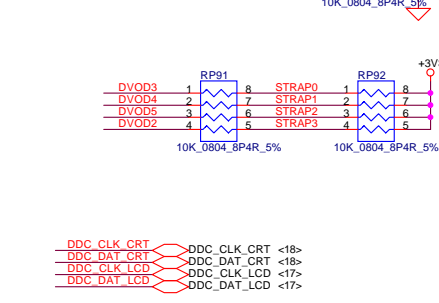 10K_0804_8P4R_5%
+3VS
RP91 RP92
DVOD3 1 8 STRAP0 1 8
DVOD4 2 7 STRAP1 2 7
DVOD5 3 6 STRAP2 3 6
DVOD2 4 5 STRAP3 4 5
10K_0804_8P4R_5% 10K_0804_8P4R_5%
DDC_CLK_CRT DDC_CLK_CRT <18>
DDC_DAT_CRT DDC_DAT_CRT <18>
DDC_CLK_LCD DDC_CLK_LCD <17>
DDC_DAT_LCD DDC_DAT_LCD <17>